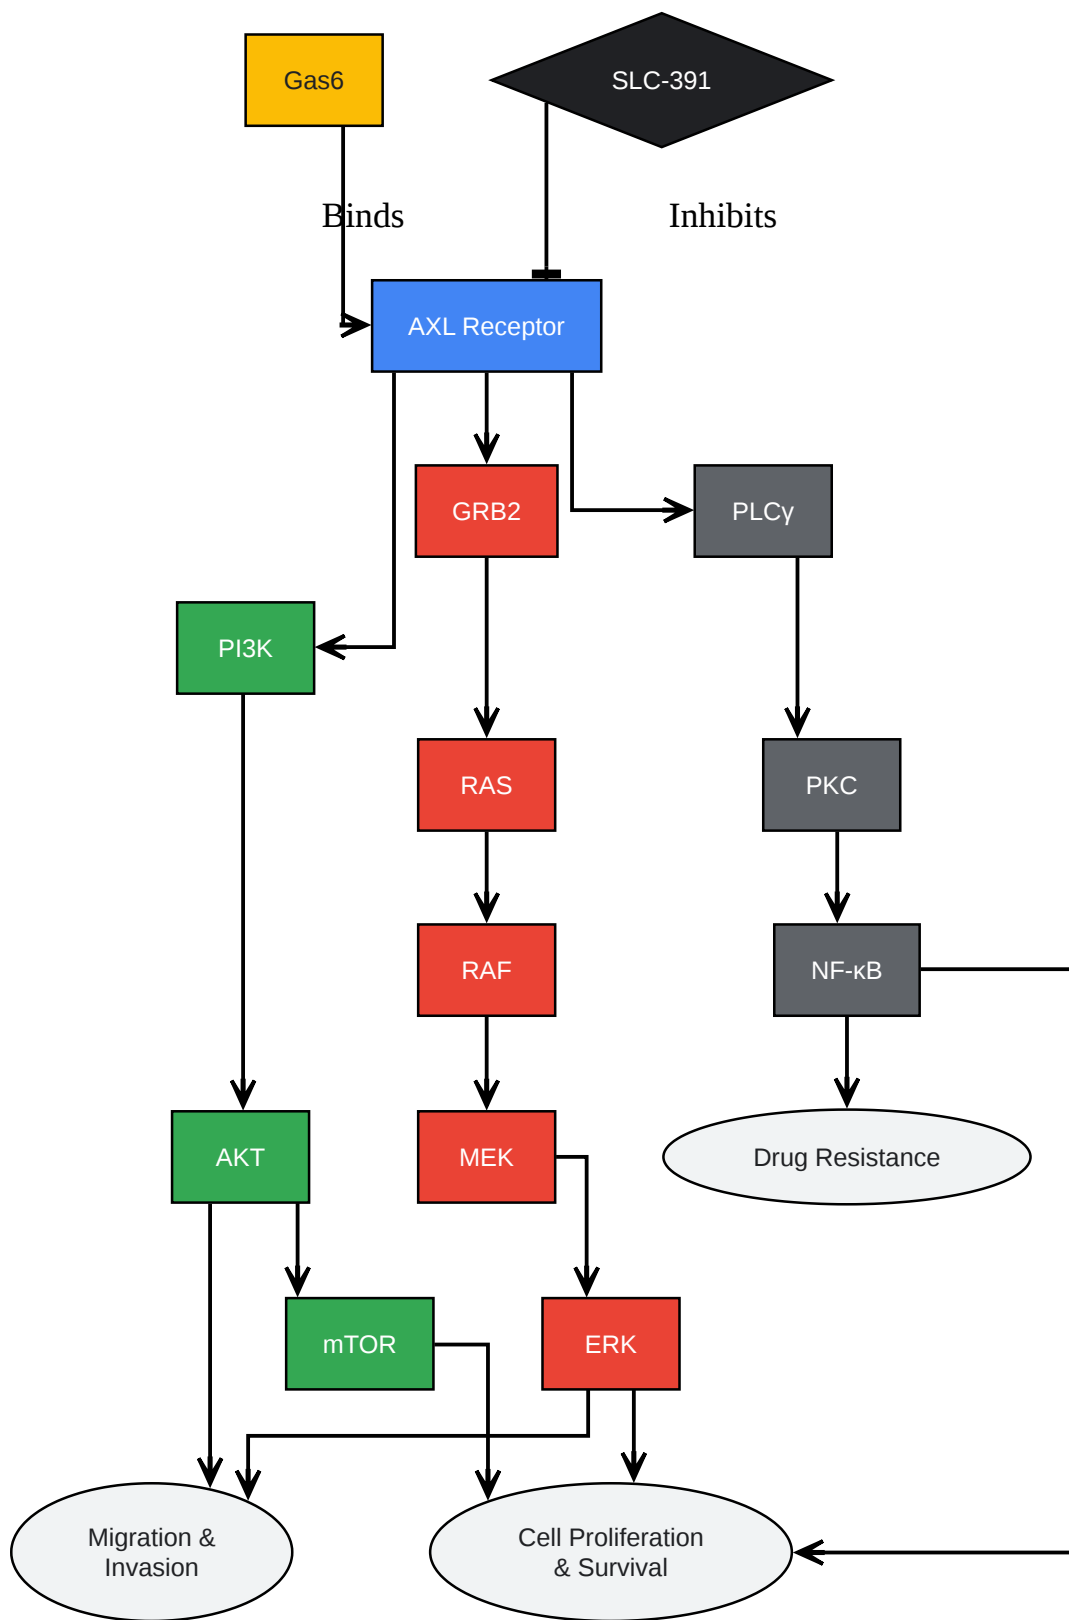 Gas6
SLC-391
Binds
Inhibits
AXL Receptor
GRB2
PLCγ
PI3K
RAS
PKC
RAF
NF-κB
AKT
MEK
Drug Resistance
mTOR
ERK
Migration &
Invasion
Cell Proliferation
& Survival